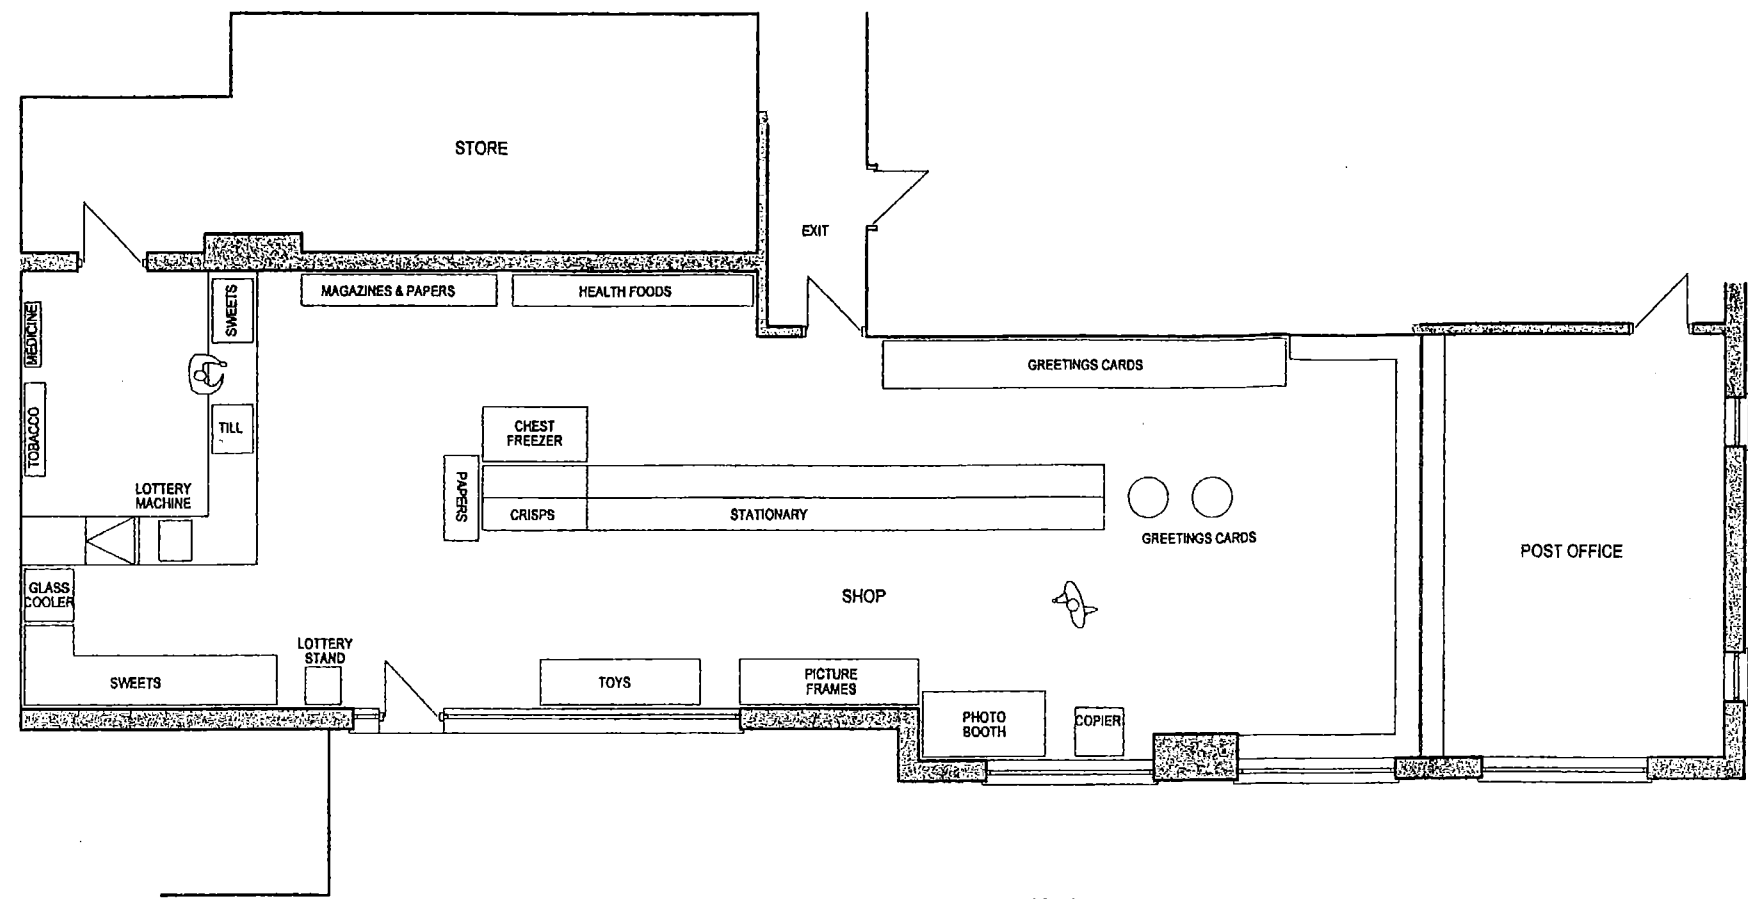 STORE
EXIT
MAGAZINES & PAPERS
HEALTH FOODS
SWEETS
MEDICINE
TOBACCO
TILL
LOTTERY
MACHINE
GREETINGS CARDS
CHEST
FREEZER
PAPERS
CRISPS
STATIONARY
GREETINGS CARDS
POST OFFICE
GLASS
COOLER
SHOP
LOTTERY
STAND
SWEETS
TOYS
PICTURE
FRAMES
PHOTO
BOOTH
COPIER